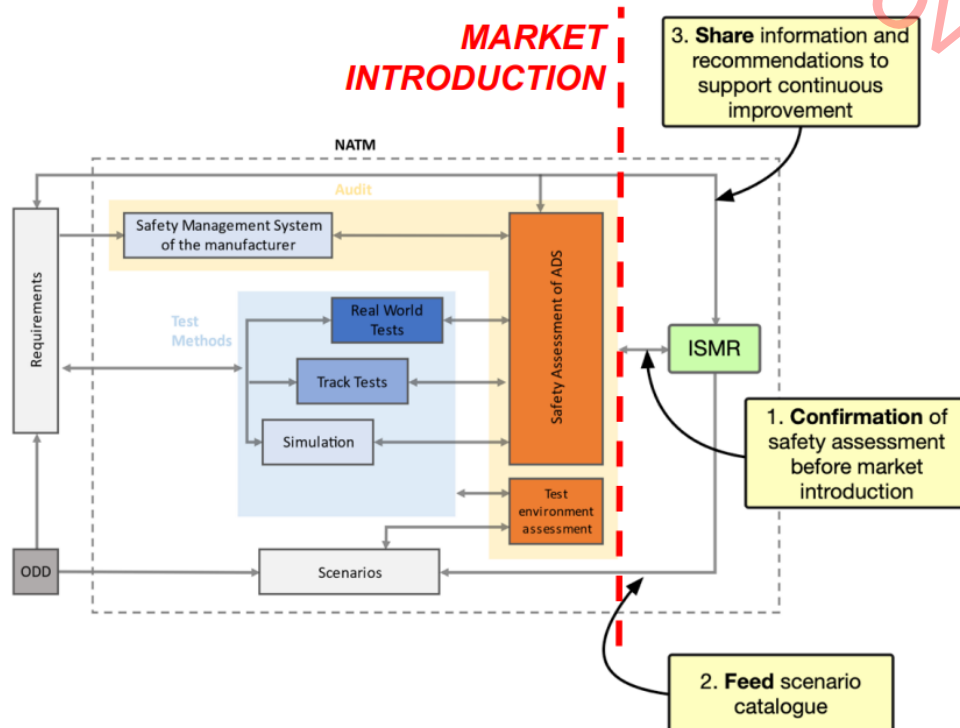 MARKET
INTRODUCTION
3. Share information and
recommendations to
support continuous
improvement
NATM
Audit
Safety Management System
of the manufacturer
Requirements
Safety Assessment of ADS
Real World
Tests
Test
Methods
Track Tests
Simulation
ISMR
1. Confirmation of
safety assessment
before market
introduction
Test
environment
assessment
ODD
Scenarios
2. Feed scenario
catalogue